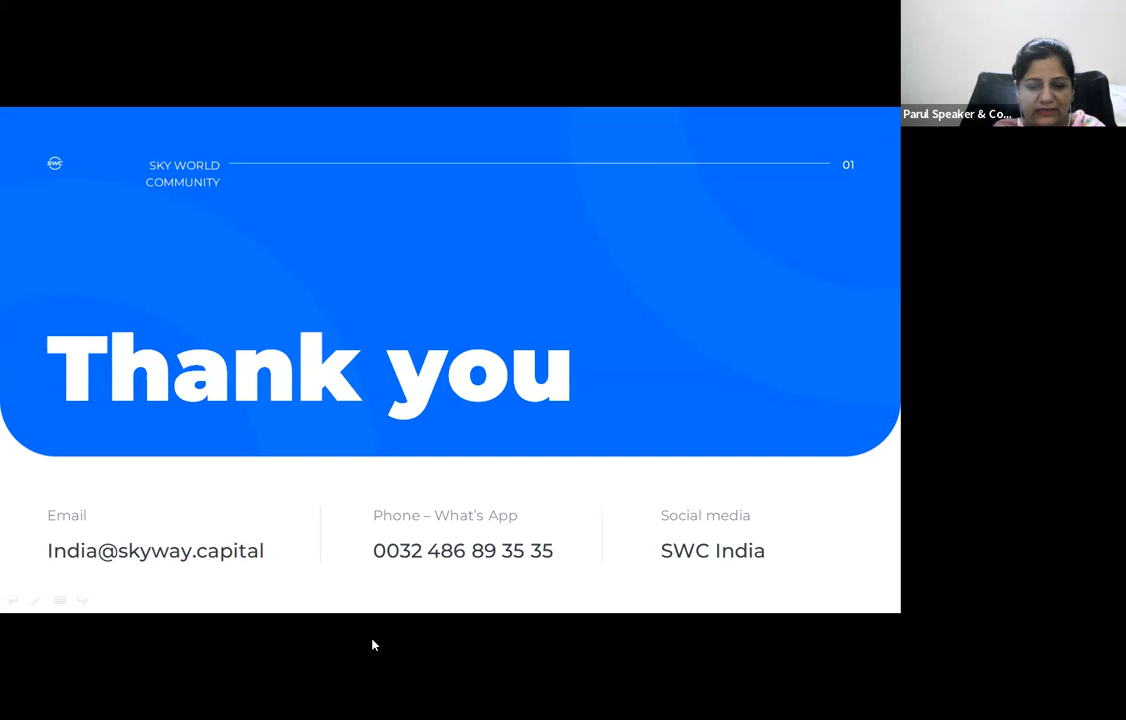 Parul Speaker & Co...
SWC
SKY WORLD
COMMUNITY
01
Thank you
Email
Phone – What's App
Social media
India@skyway.capital
0032 486 89 35 35
SWC India